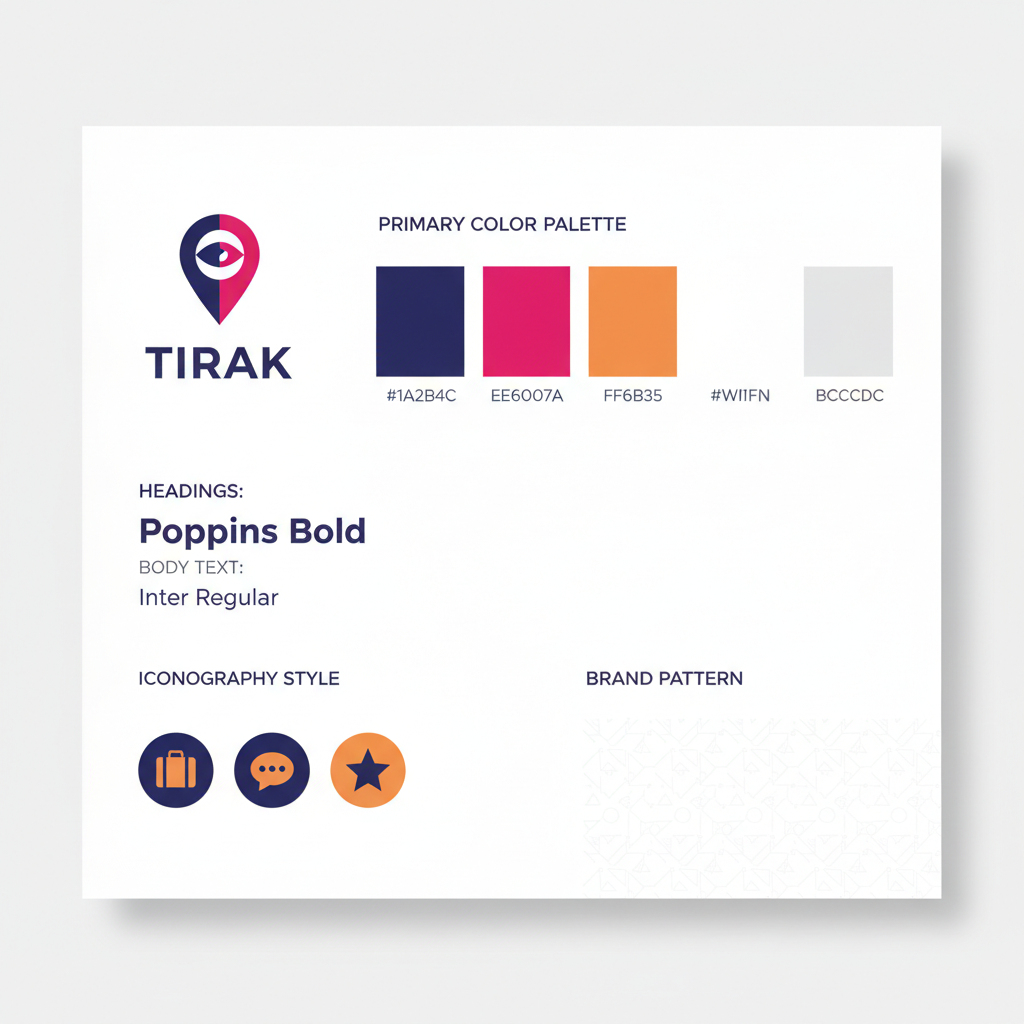 TIRAK
PRIMARY COLOR PALETTE
#1A2B4C EE6007A FF6B35 #WIIFN BCCCDC
HEADINGS:
Poppins Bold
BODY TEXT:
Inter Regular
ICONOGRAPHY STYLE
BRAND PATTERN